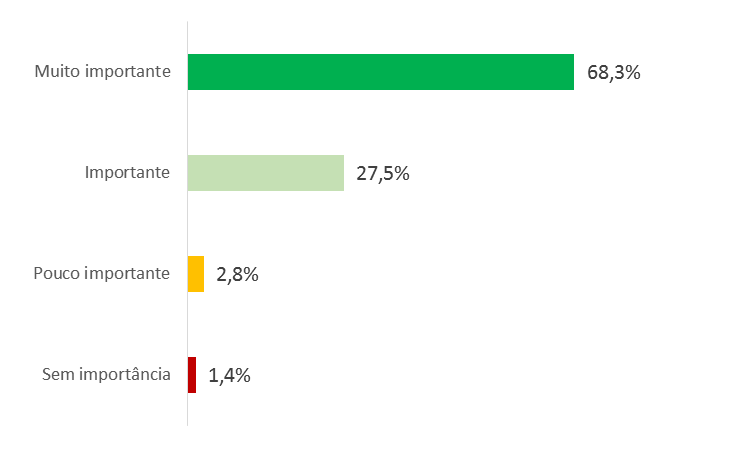 Muito importante 68,3%
Importante 27,5%
Pouco importante 2,8%
Sem importância 1,4%